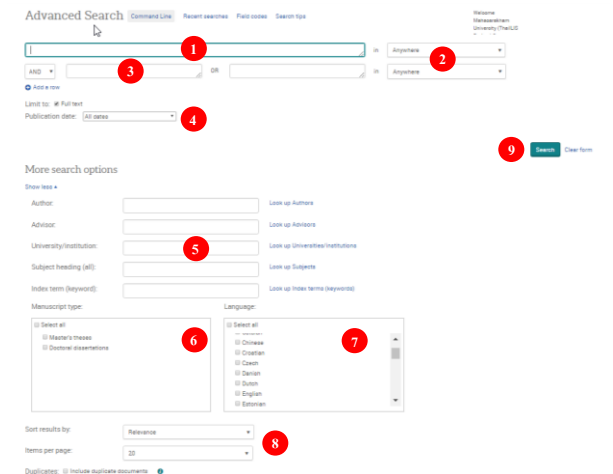 Advanced Search Command Line Recent searches Field codes Search tips
Welcome
1 in Anywhere 2
AND 3 OR in Anywhere
Add a row
Limit to: Full text
Publication date: All dates 4
9 Search Clear form
More search options
Show less
Author: Look up Authors
Advisor: Look up Advisors
University/institution: 5 Look up Universities/institutions
Subject heading (all): Look up Subjects
Index term (keyword): Look up Index terms (keywords)
Manuscript type: Language:
Select all 6 Select all 7
Master's theses
Doctoral dissertations
Chinese
Croatian
Czech
Danish
Dutch
English
Estonian
Sort results by: Relevance 8
Items per page: 20
Duplicates: Include duplicate documents